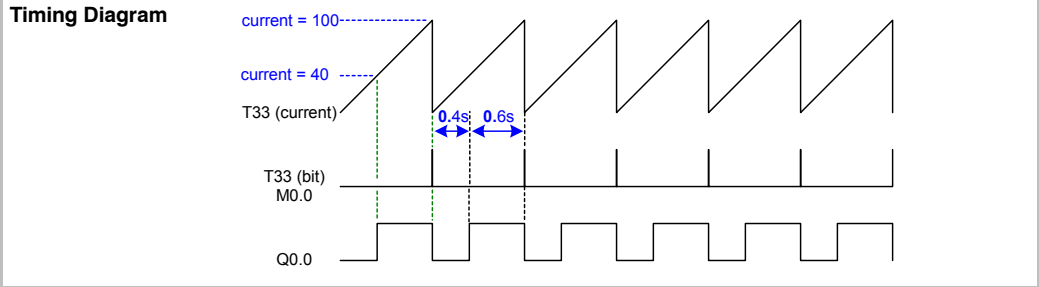 Timing Diagram
current = 100
current = 40
T33 (current)
0.4s 0.6s
T33 (bit)
M0.0
Q0.0